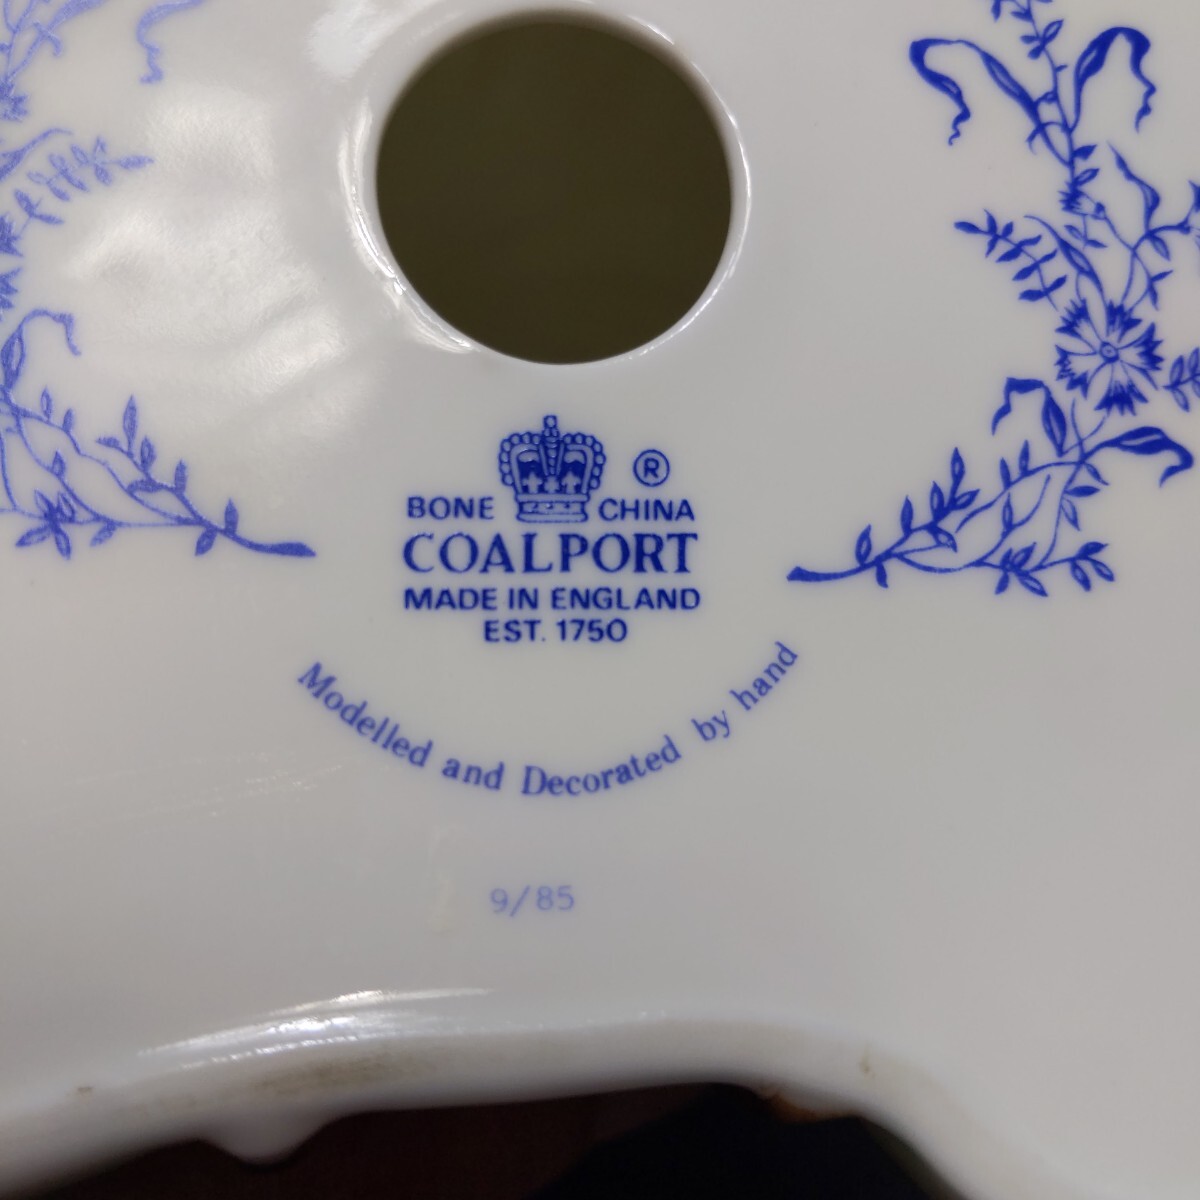 ®
BONE CHINA
COALPORT
MADE IN ENGLAND
EST. 1750
Modelled and Decorated by hand
9/85